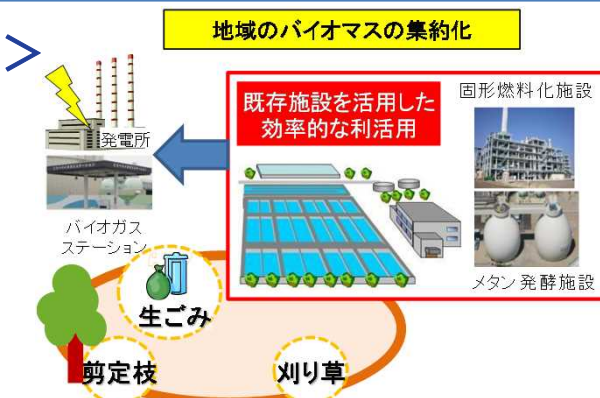 地域のバイオマスの集約化
>
発電所
バイオガス
ステーション
既存施設を活用した
効率的な利活用
固形燃料化施設
メタン発酵施設
生ごみ
剪定枝
刈り草